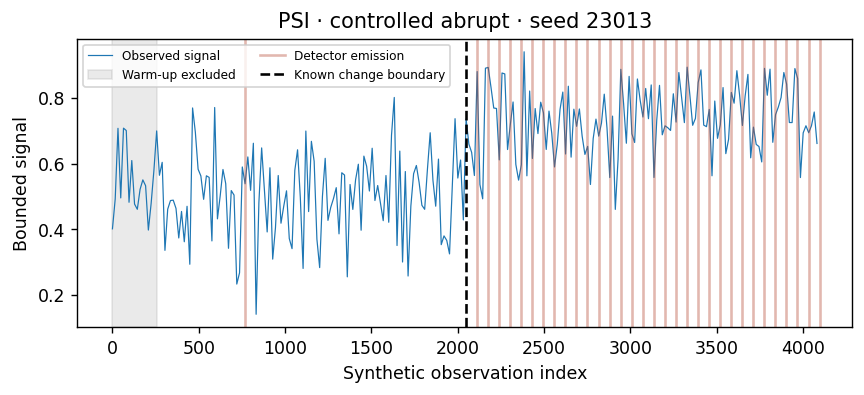 PSI · controlled abrupt · seed 23013
Observed signal
Warm-up excluded
Detector emission
Known change boundary
Bounded signal
0.8
0.6
0.4
0.2
0 500 1000 1500 2000 2500 3000 3500 4000
Synthetic observation index